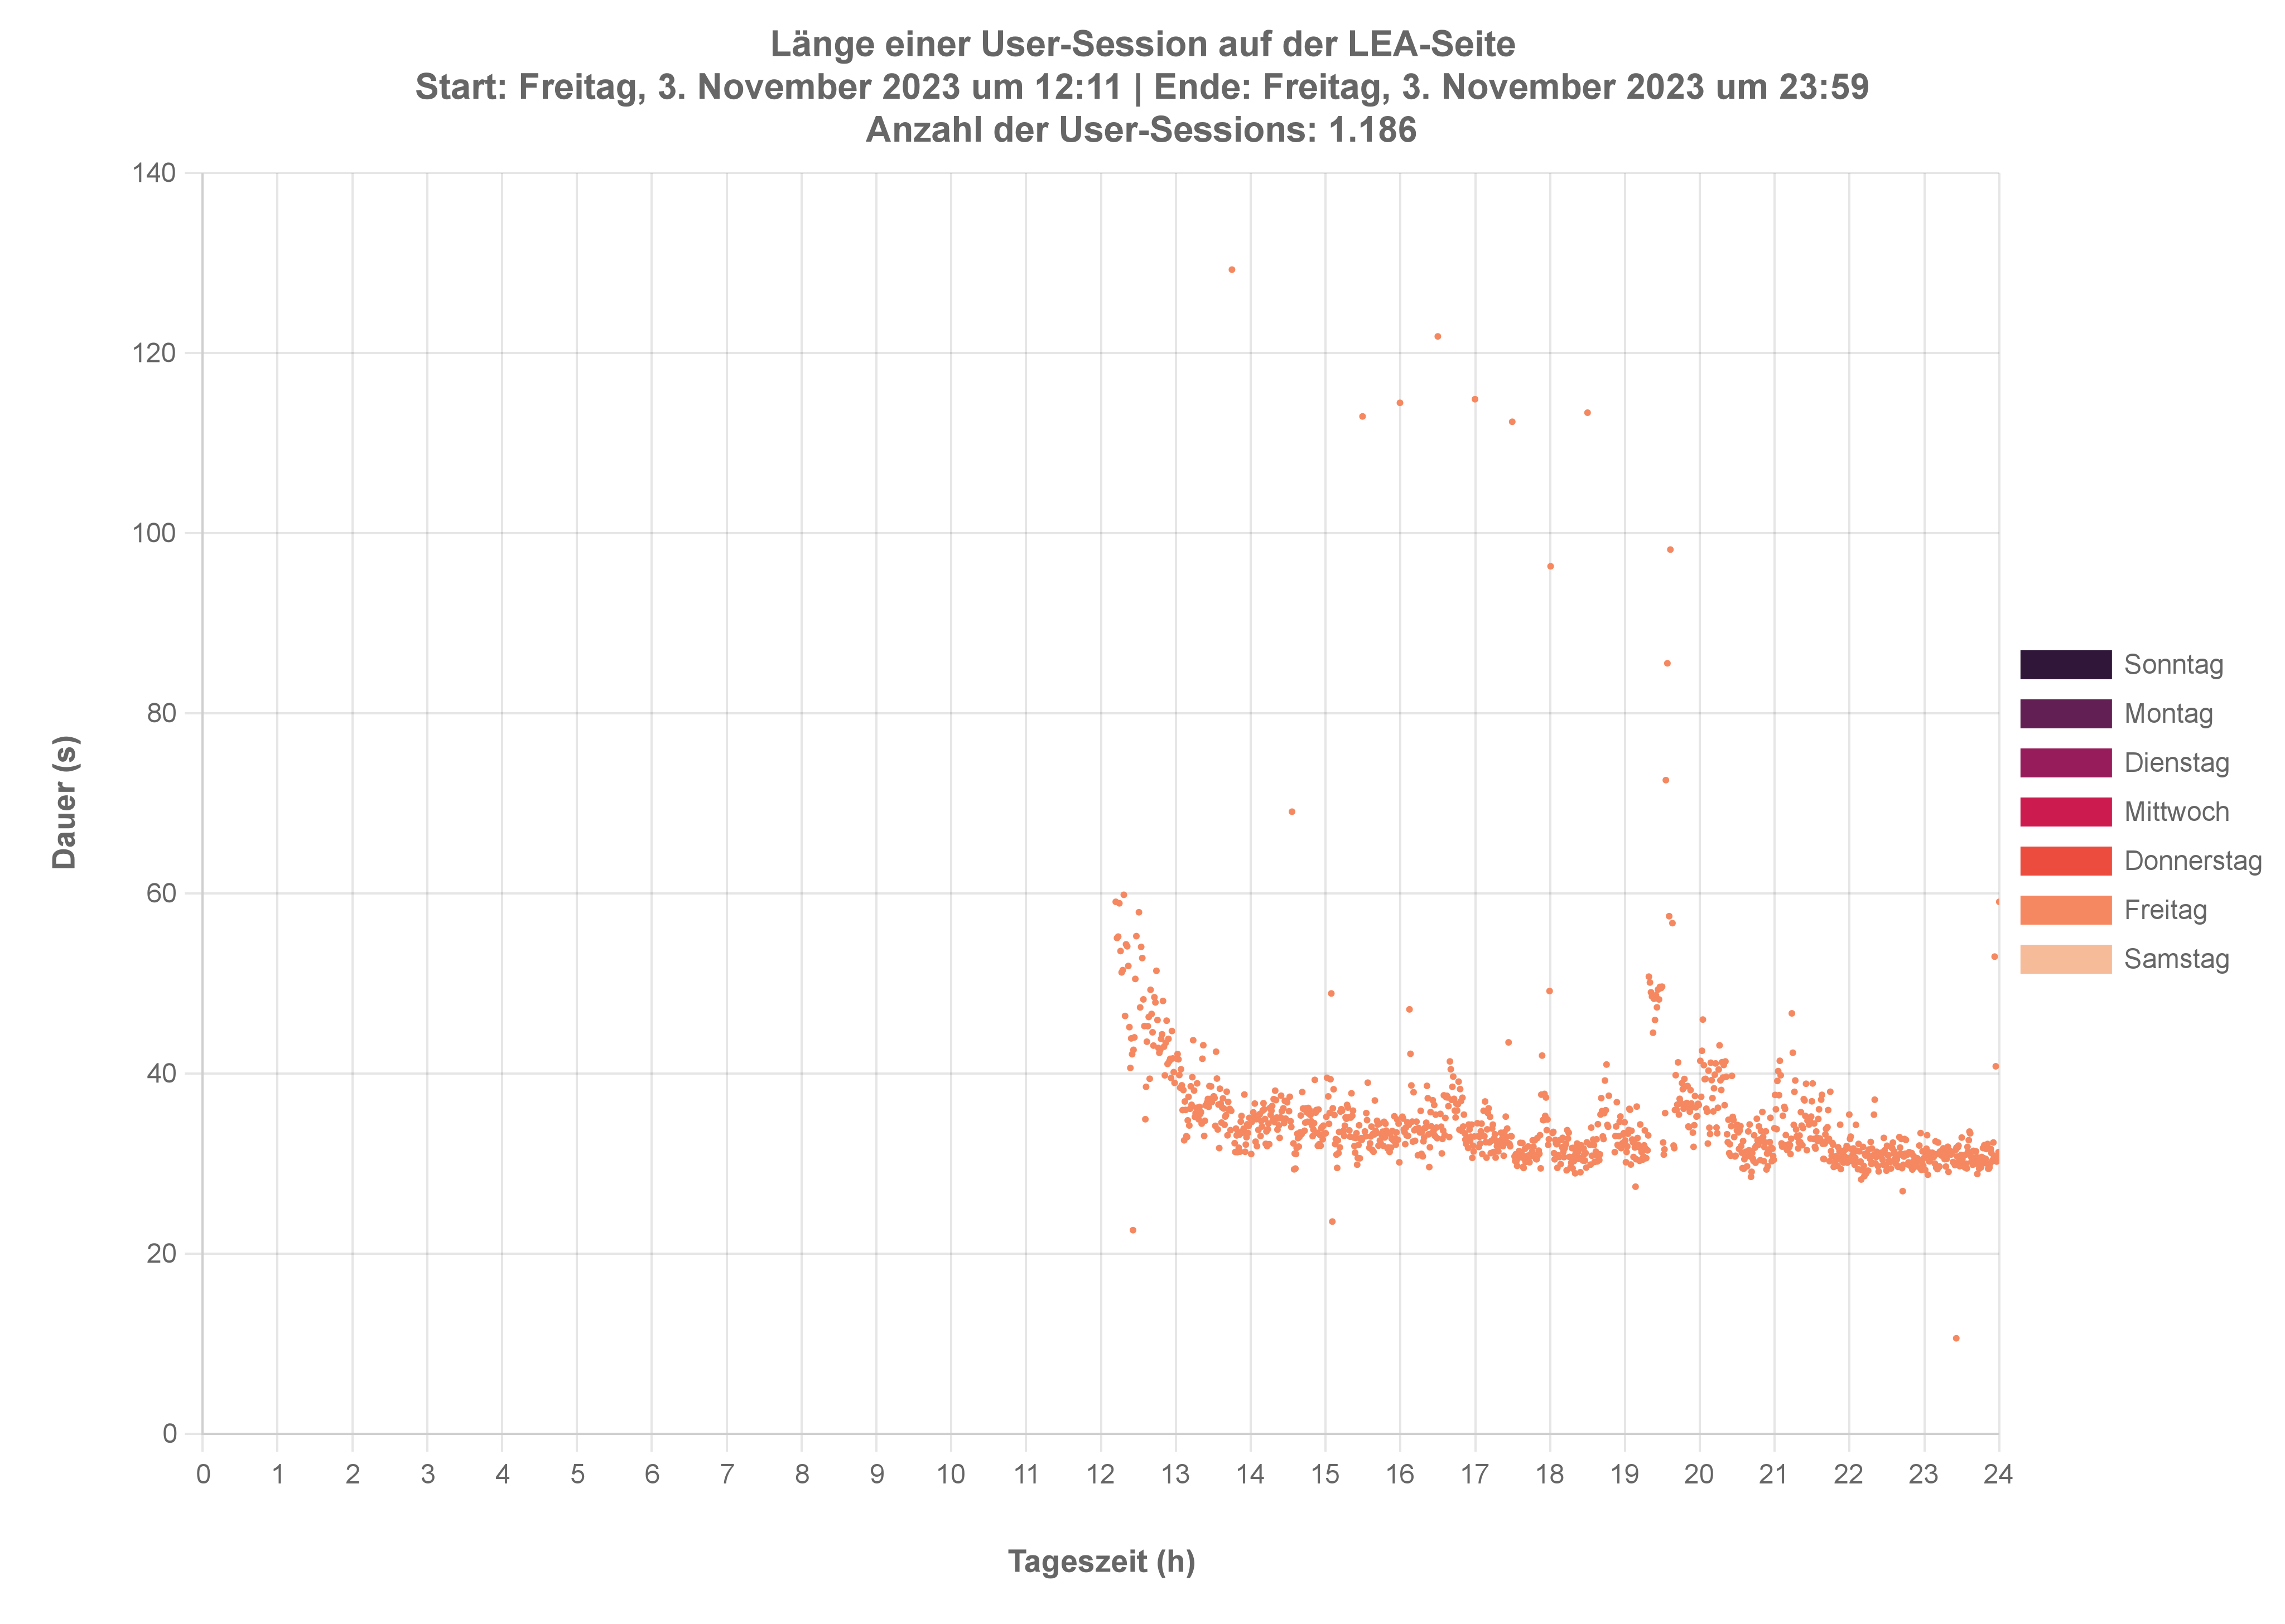 Länge einer User-Session auf der LEA-Seite
Start: Freitag, 3. November 2023 um 12:11 | Ende: Freitag, 3. November 2023 um 23:59
Anzahl der User-Sessions: 1.186
140
120
100
80
60
40
20
0
Dauer (s)
0 1 2 3 4 5 6 7 8 9 10 11 12 13 14 15 16 17 18 19 20 21 22 23 24
Tageszeit (h)
Sonntag
Montag
Dienstag
Mittwoch
Donnerstag
Freitag
Samstag